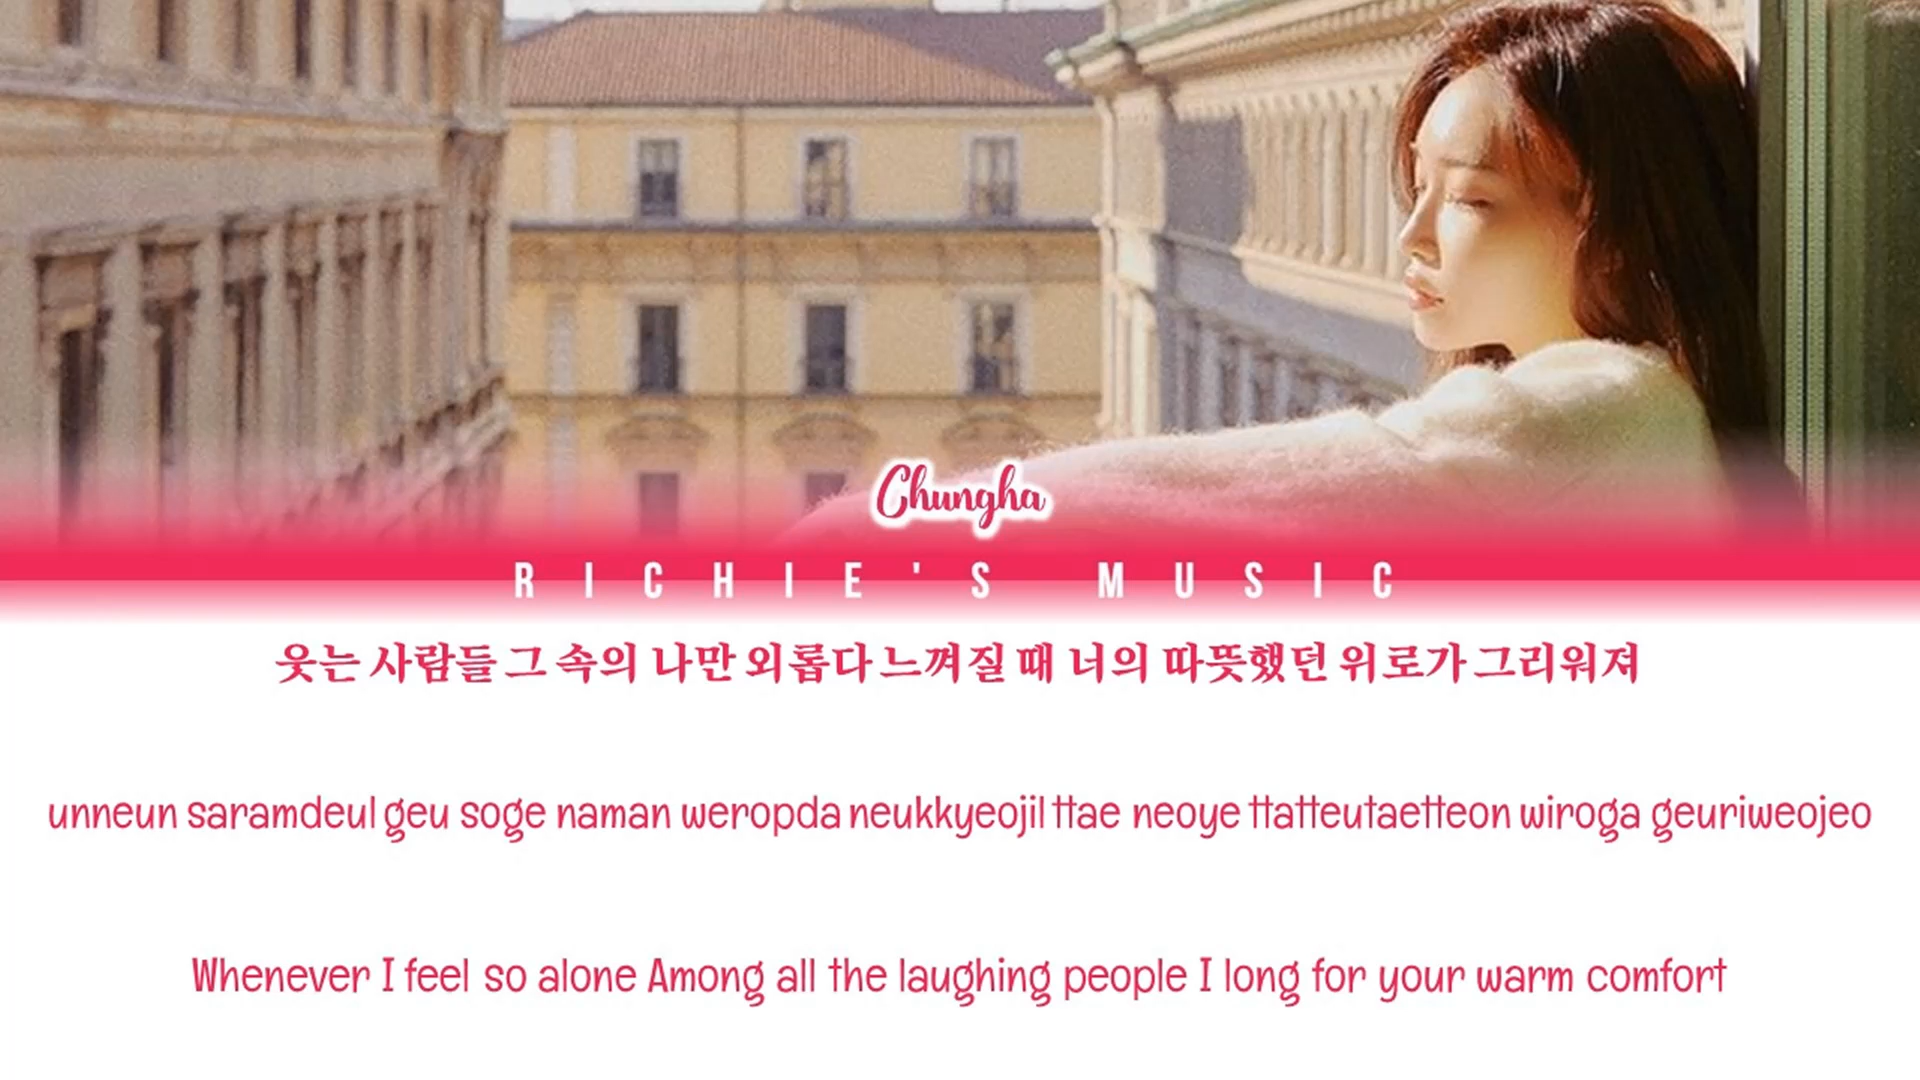 Chungha
RICHIE'S MUSIC
웃는 사람들 그 속의 나만 외롭다 느껴질 때 너의 따뜻했던 위로가 그리워져
unneun saramdeul geu soge naman weropda neukkyeojil ttae neoye ttatteutaetteon wiroga geuriweojeo
Whenever I feel so alone Among all the laughing people I long for your warm comfort